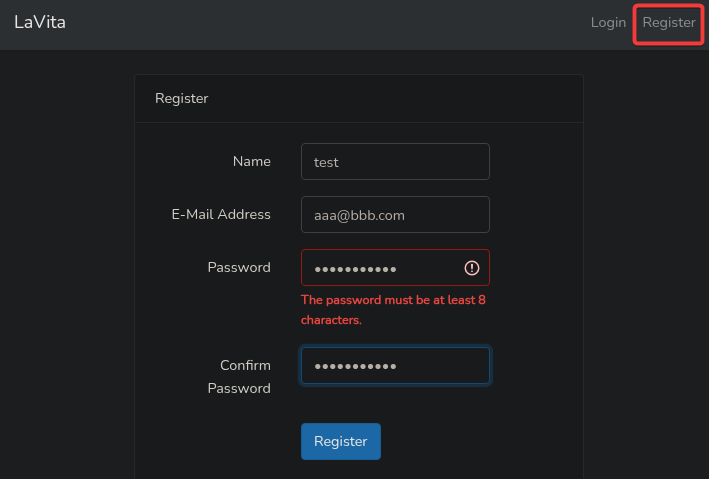 LaVita
Login
Register
Register
Name
test
E-Mail Address
aaa@bbb.com
Password
•••••••••••
The password must be at least 8
characters.
Confirm
Password
•••••••••••
Register